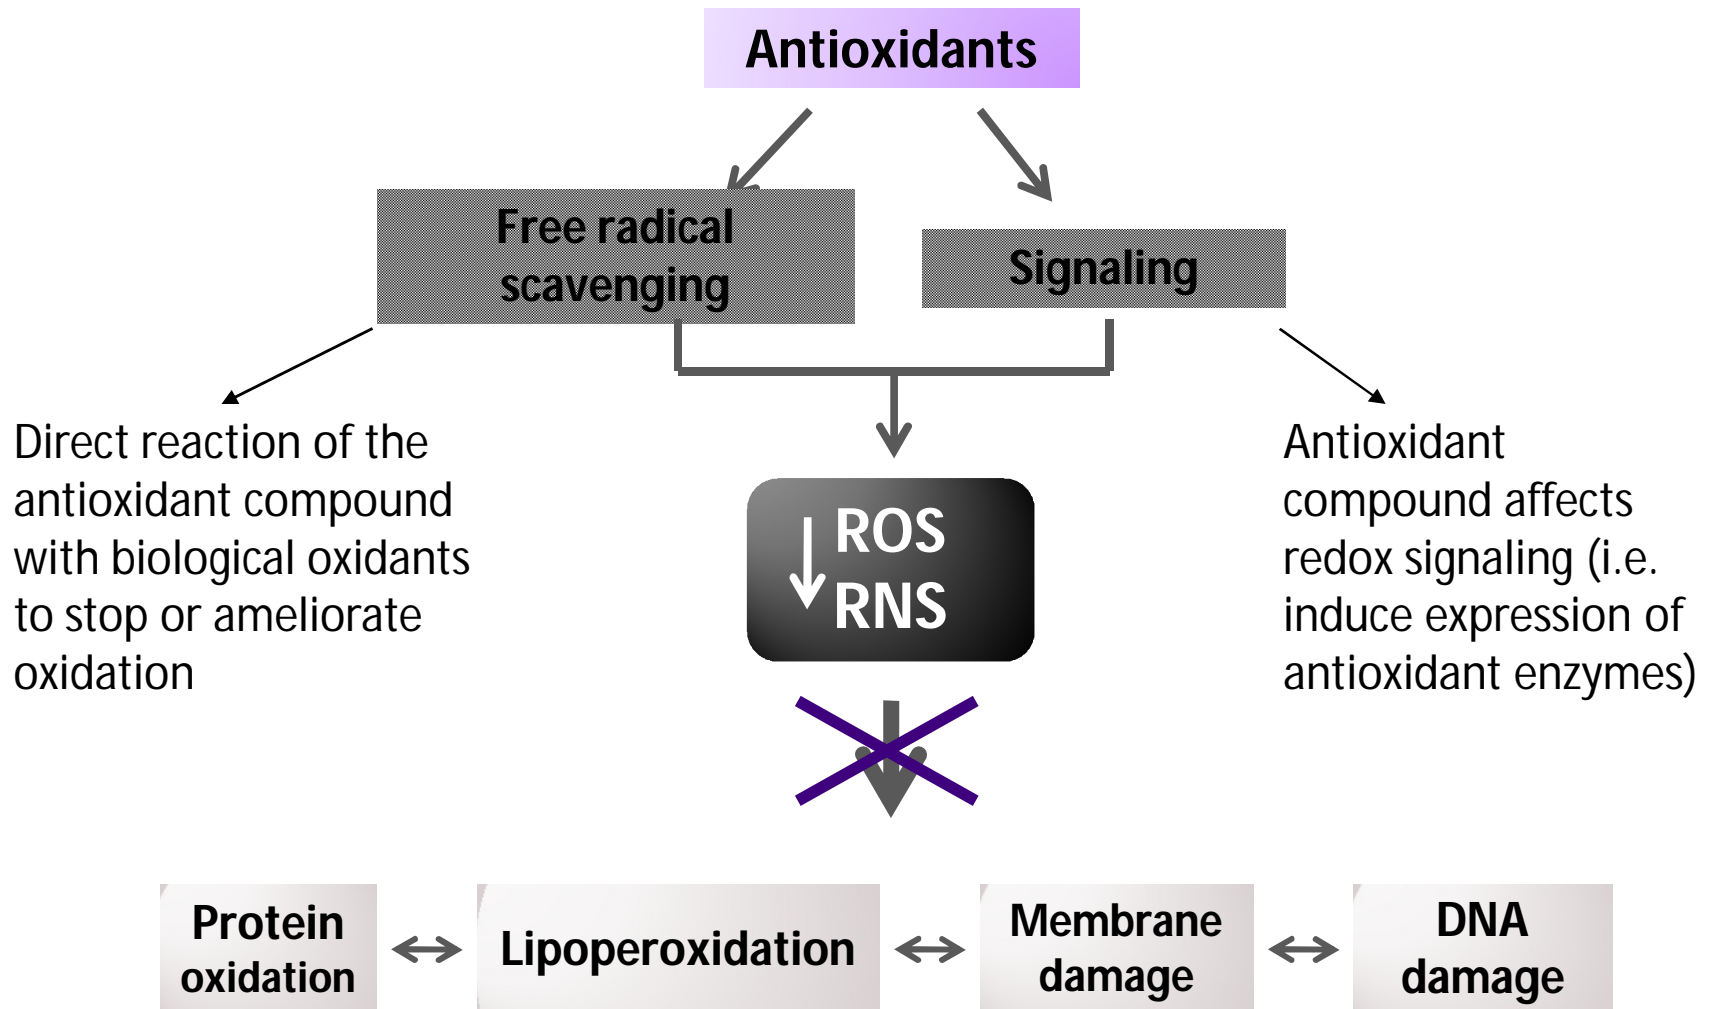 Antioxidants
Free radical
scavenging
Signaling
Direct reaction of the
antioxidant compound
with biological oxidants
to stop or ameliorate
oxidation
ROS
RNS
Antioxidant
compound affects
redox signaling (i.e.
induce expression of
antioxidant enzymes)
Protein
oxidation
Lipoperoxidation
Membrane
damage
DNA
damage